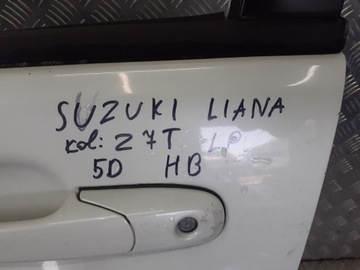 SUZUKI LIANA
kol: Z7T LP
5D HB